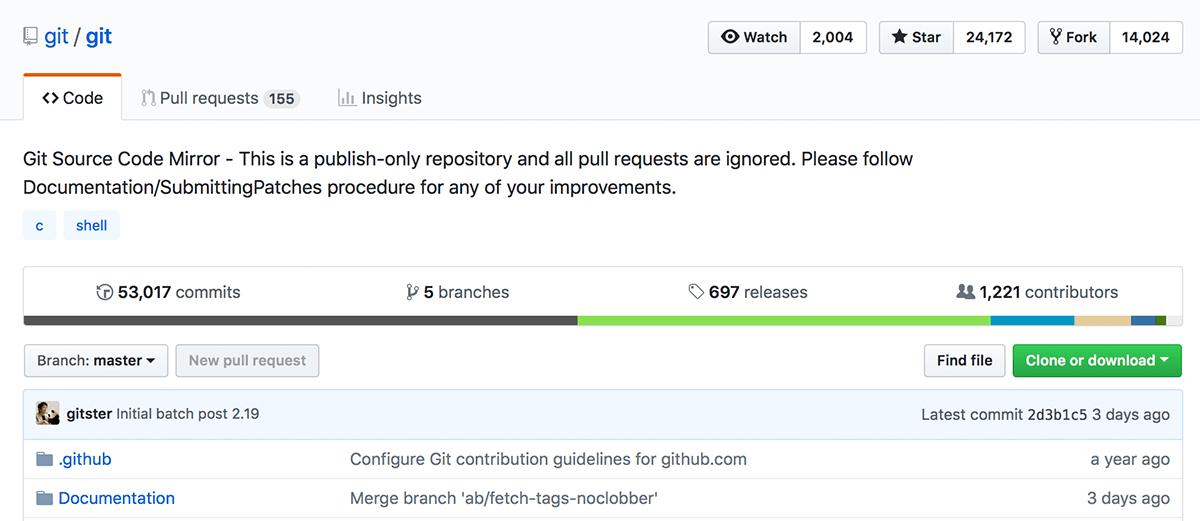 git / git Watch 2,004 Star 24,172 Fork 14,024
Code Pull requests 155 Insights
Git Source Code Mirror - This is a publish-only repository and all pull requests are ignored. Please follow
Documentation/SubmittingPatches procedure for any of your improvements.
c shell
53,017 commits 5 branches 697 releases 1,221 contributors
Branch: master New pull request Find file Clone or download
gitster Initial batch post 2.19 Latest commit 2d3b1c5 3 days ago
.github Configure Git contribution guidelines for github.com a year ago
Documentation Merge branch 'ab/fetch-tags-noclobber' 3 days ago